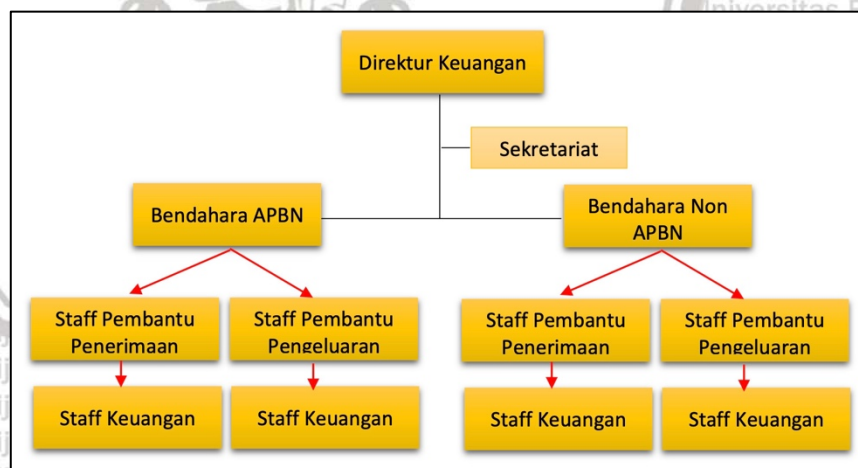 Universitas
Direktur Keuangan
Sekretariat
Bendahara APBN
Bendahara Non
APBN
Staff Pembantu
Penerimaan
Staff Pembantu
Pengeluaran
Staff Pembantu
Penerimaan
Staff Pembantu
Pengeluaran
Staff Keuangan
Staff Keuangan
Staff Keuangan
Staff Keuangan